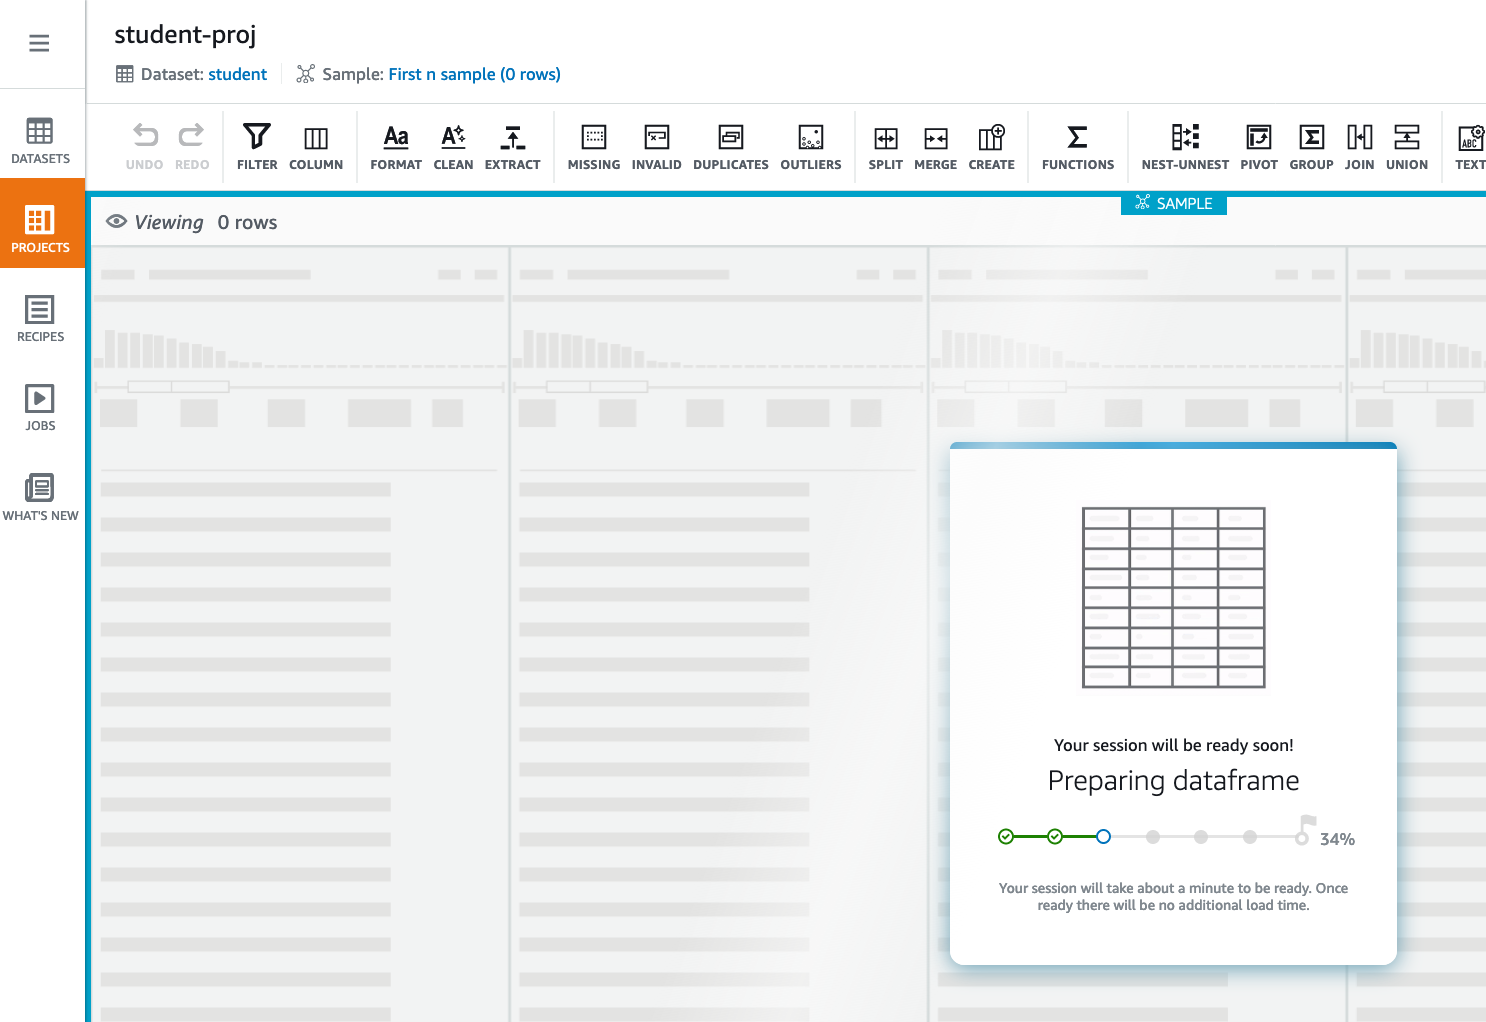 student-proj
Dataset: student
Sample: First n sample (0 rows)
UNDO REDO FILTER COLUMN FORMAT CLEAN EXTRACT MISSING INVALID DUPLICATES OUTLIERS SPLIT MERGE CREATE FUNCTIONS NEST-UNNEST PIVOT GROUP JOIN UNION TEXT
DATASETS
PROJECTS
RECIPES
JOBS
WHAT'S NEW
SAMPLE
Viewing 0 rows
Your session will be ready soon!
Preparing dataframe
34%
Your session will take about a minute to be ready. Once
ready there will be no additional load time.